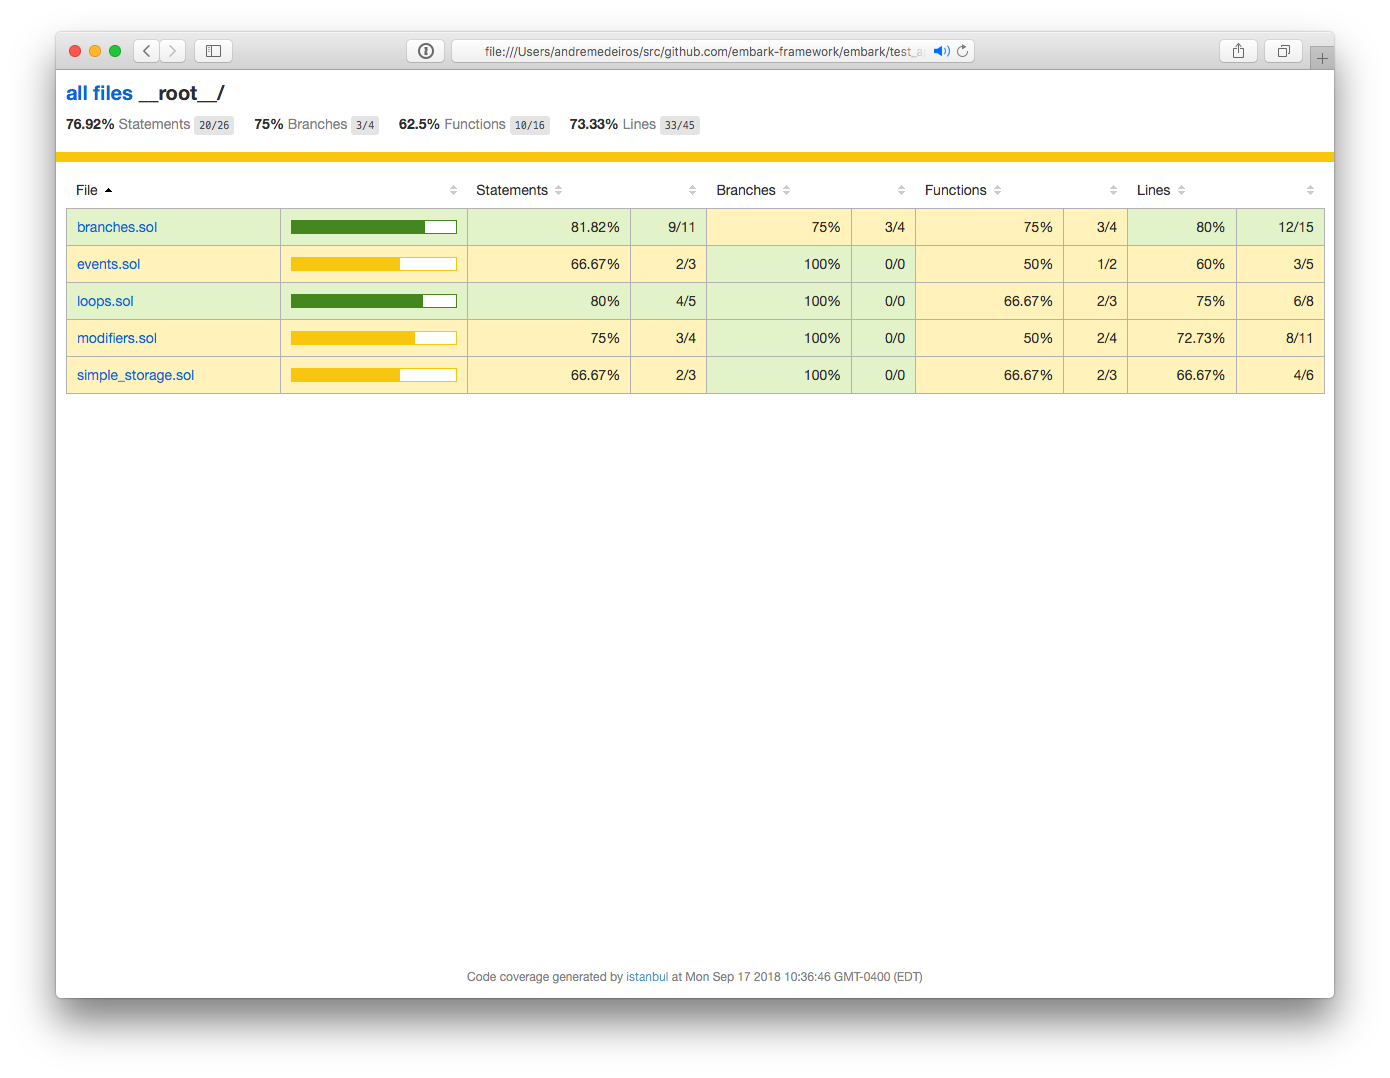 file:///Users/andremedeiros/src/github.com/embark-framework/embark/test_a
all files __root__/
76.92% Statements 20/26 75% Branches 3/4 62.5% Functions 10/16 73.33% Lines 33/45
File Statements Branches Functions Lines
branches.sol 81.82% 9/11 75% 3/4 75% 3/4 80% 12/15
events.sol 66.67% 2/3 100% 0/0 50% 1/2 60% 3/5
loops.sol 80% 4/5 100% 0/0 66.67% 2/3 75% 6/8
modifiers.sol 75% 3/4 100% 0/0 50% 2/4 72.73% 8/11
simple_storage.sol 66.67% 2/3 100% 0/0 66.67% 2/3 66.67% 4/6
Code coverage generated by istanbul at Mon Sep 17 2018 10:36:46 GMT-0400 (EDT)